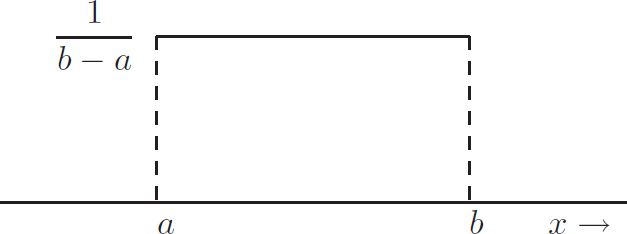 1
b − a
a b x →